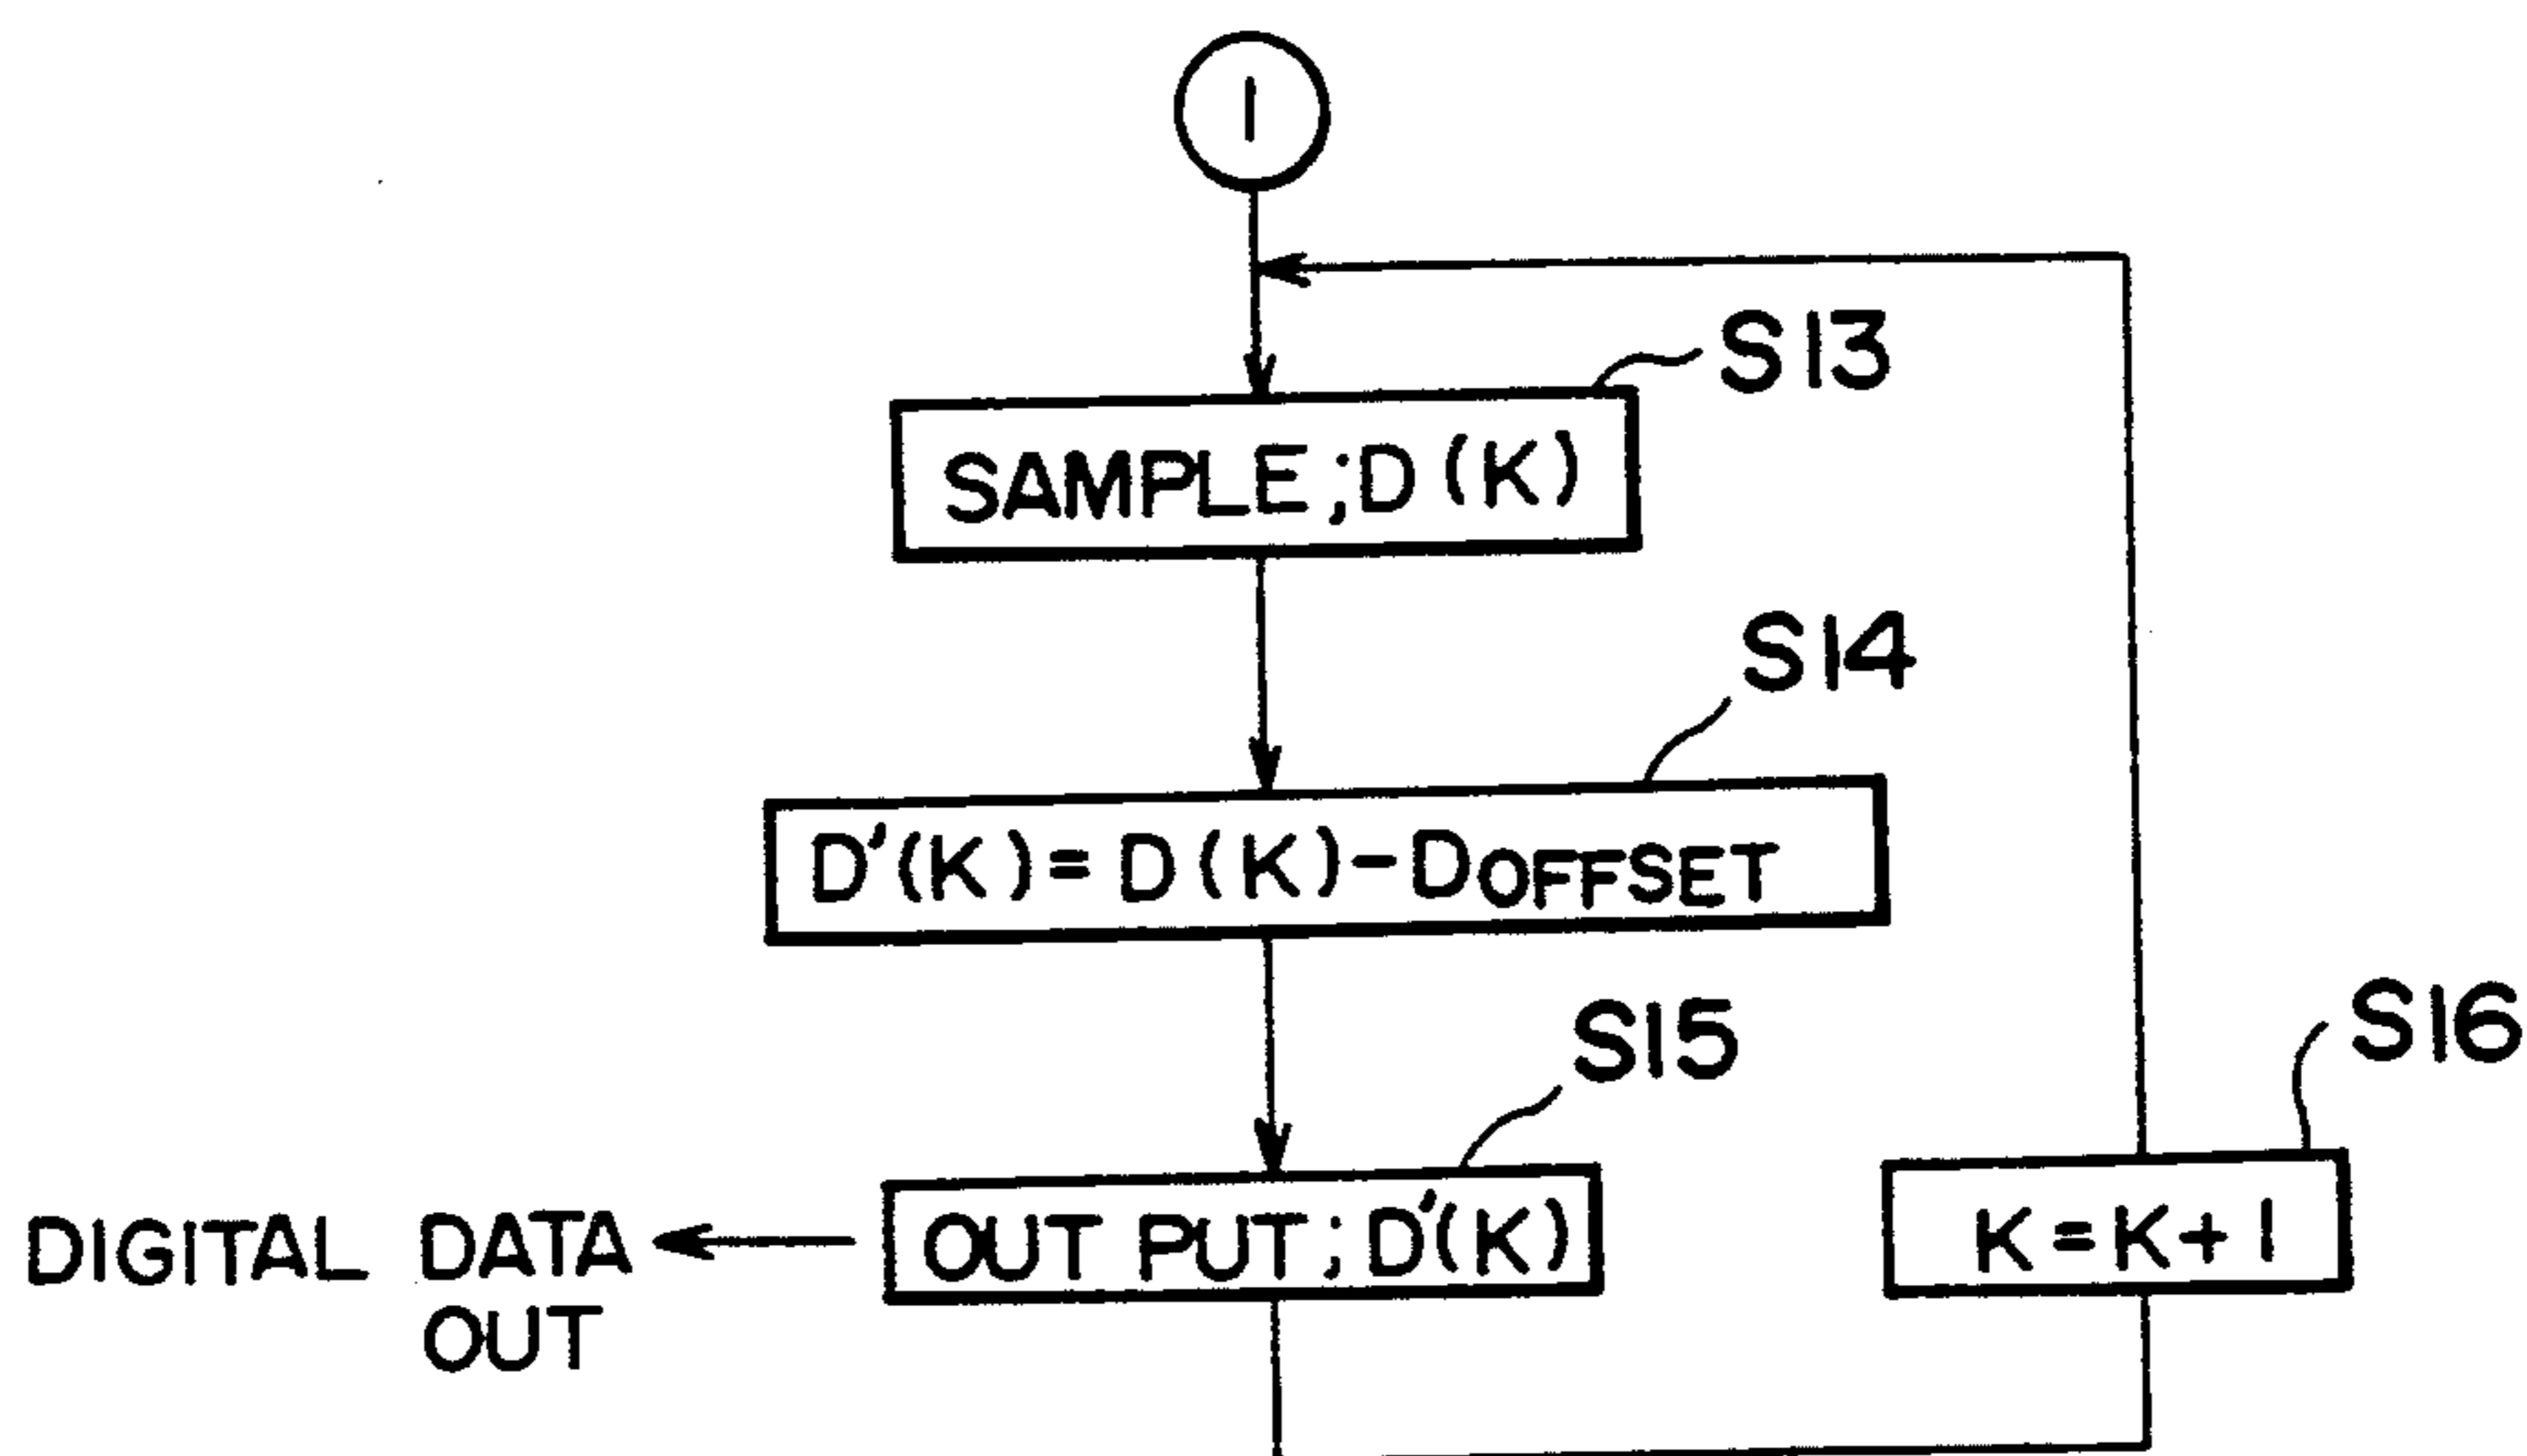 1
S13
SAMPLE ; D (K)
S14
D'(K) = D (K) - DOFFSET
S15
S16
DIGITAL DATA
OUT
OUT PUT ; D'(K)
K = K + 1